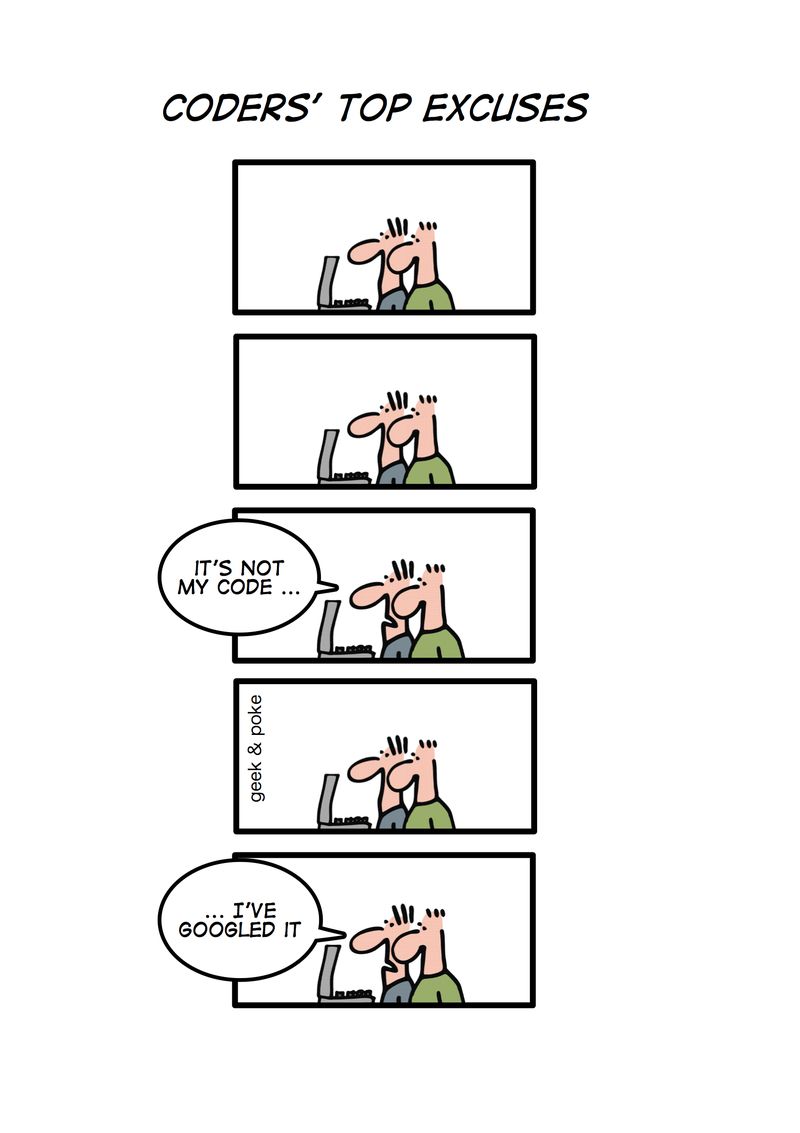 CODERS' TOP EXCUSES
IT'S NOT
MY CODE ...
geek & poke
... I'VE
GOOGLED IT